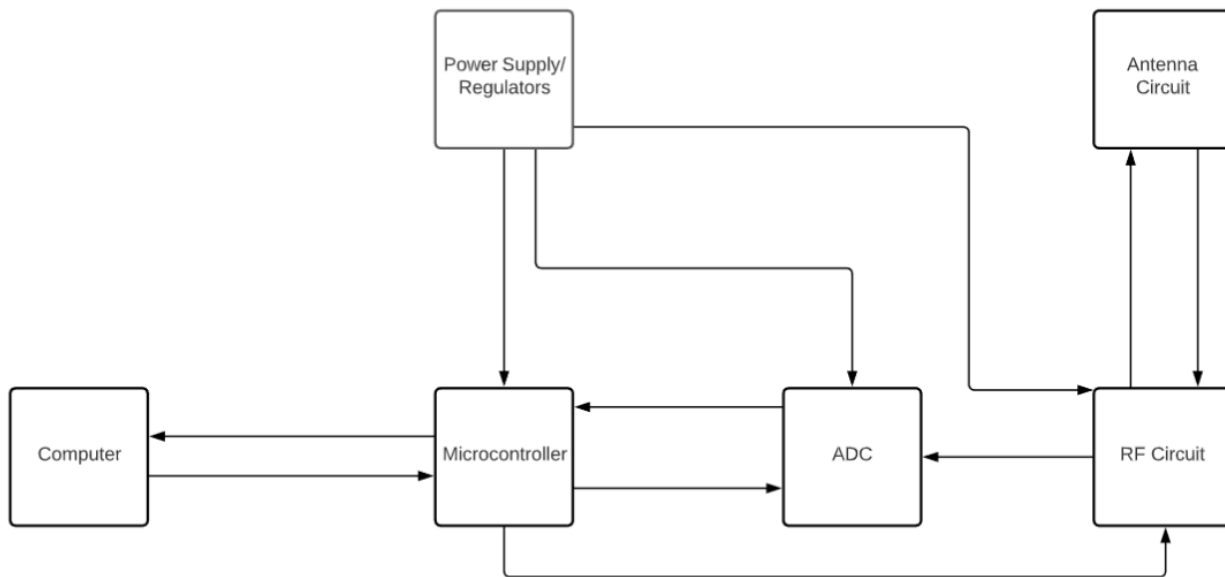 Power Supply/
Regulators
Antenna
Circuit
Computer
Microcontroller
ADC
RF Circuit